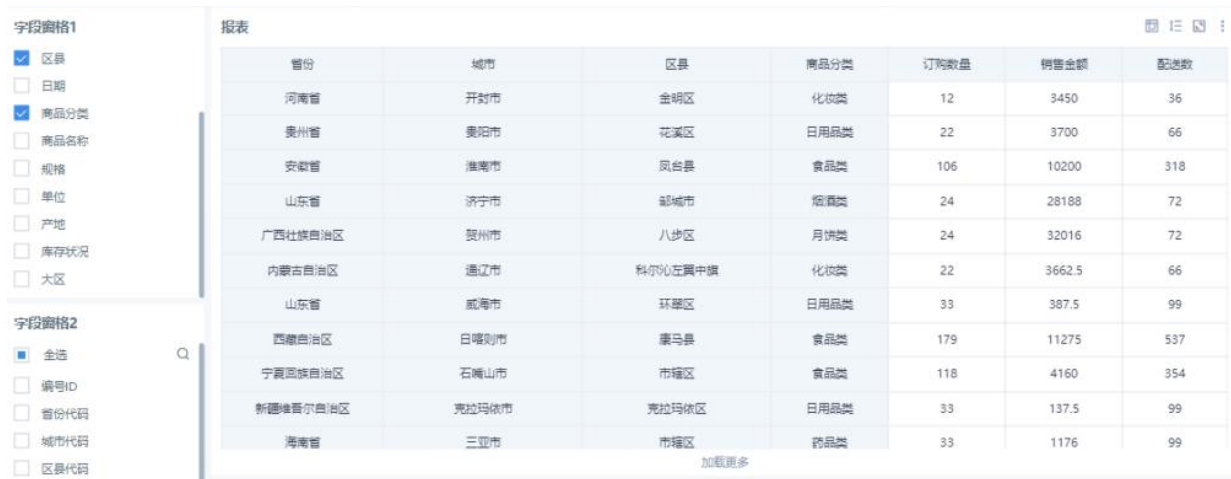 字段窗格1
区县
日期
商品分类
商品名称
规格
单位
产地
库存状况
大区
字段窗格2
全选
编号ID
省份代码
城市代码
区县代码
报表
省份 城市 区县 商品分类 订购数量 销售金额 配送数
河南省 开封市 金明区 化妆类 12 3450 36
贵州省 贵阳市 花溪区 日用品类 22 3700 66
安徽省 淮南市 凤台县 食品类 106 10200 318
山东省 济宁市 邹城市 烟酒类 24 28188 72
广西壮族自治区 贺州市 八步区 月饼类 24 32016 72
内蒙古自治区 通辽市 科尔沁左翼中旗 化妆类 22 3662.5 66
山东省 威海市 环翠区 日用品类 33 387.5 99
西藏自治区 日喀则市 康马县 食品类 179 11275 537
宁夏回族自治区 石嘴山市 市辖区 食品类 118 4160 354
新疆维吾尔自治区 克拉玛依市 克拉玛依区 日用品类 33 137.5 99
海南省 三亚市 市辖区 药品类 33 1176 99
加载更多